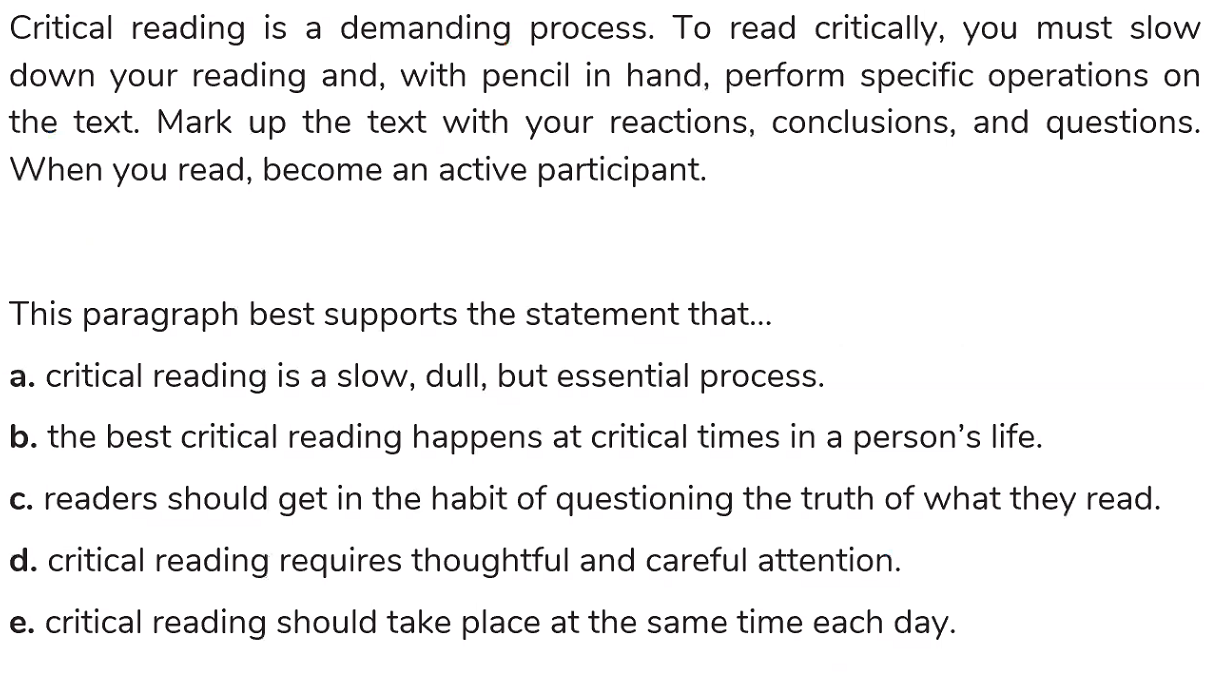 Critical reading is a demanding process. To read critically, you must slow
down your reading and, with pencil in hand, perform specific operations on
the text. Mark up the text with your reactions, conclusions, and questions.
When you read, become an active participant.
This paragraph best supports the statement that...
a. critical reading is a slow, dull, but essential process.
b. the best critical reading happens at critical times in a person’s life.
c. readers should get in the habit of questioning the truth of what they read.
d. critical reading requires thoughtful and careful attention.
e. critical reading should take place at the same time each day.